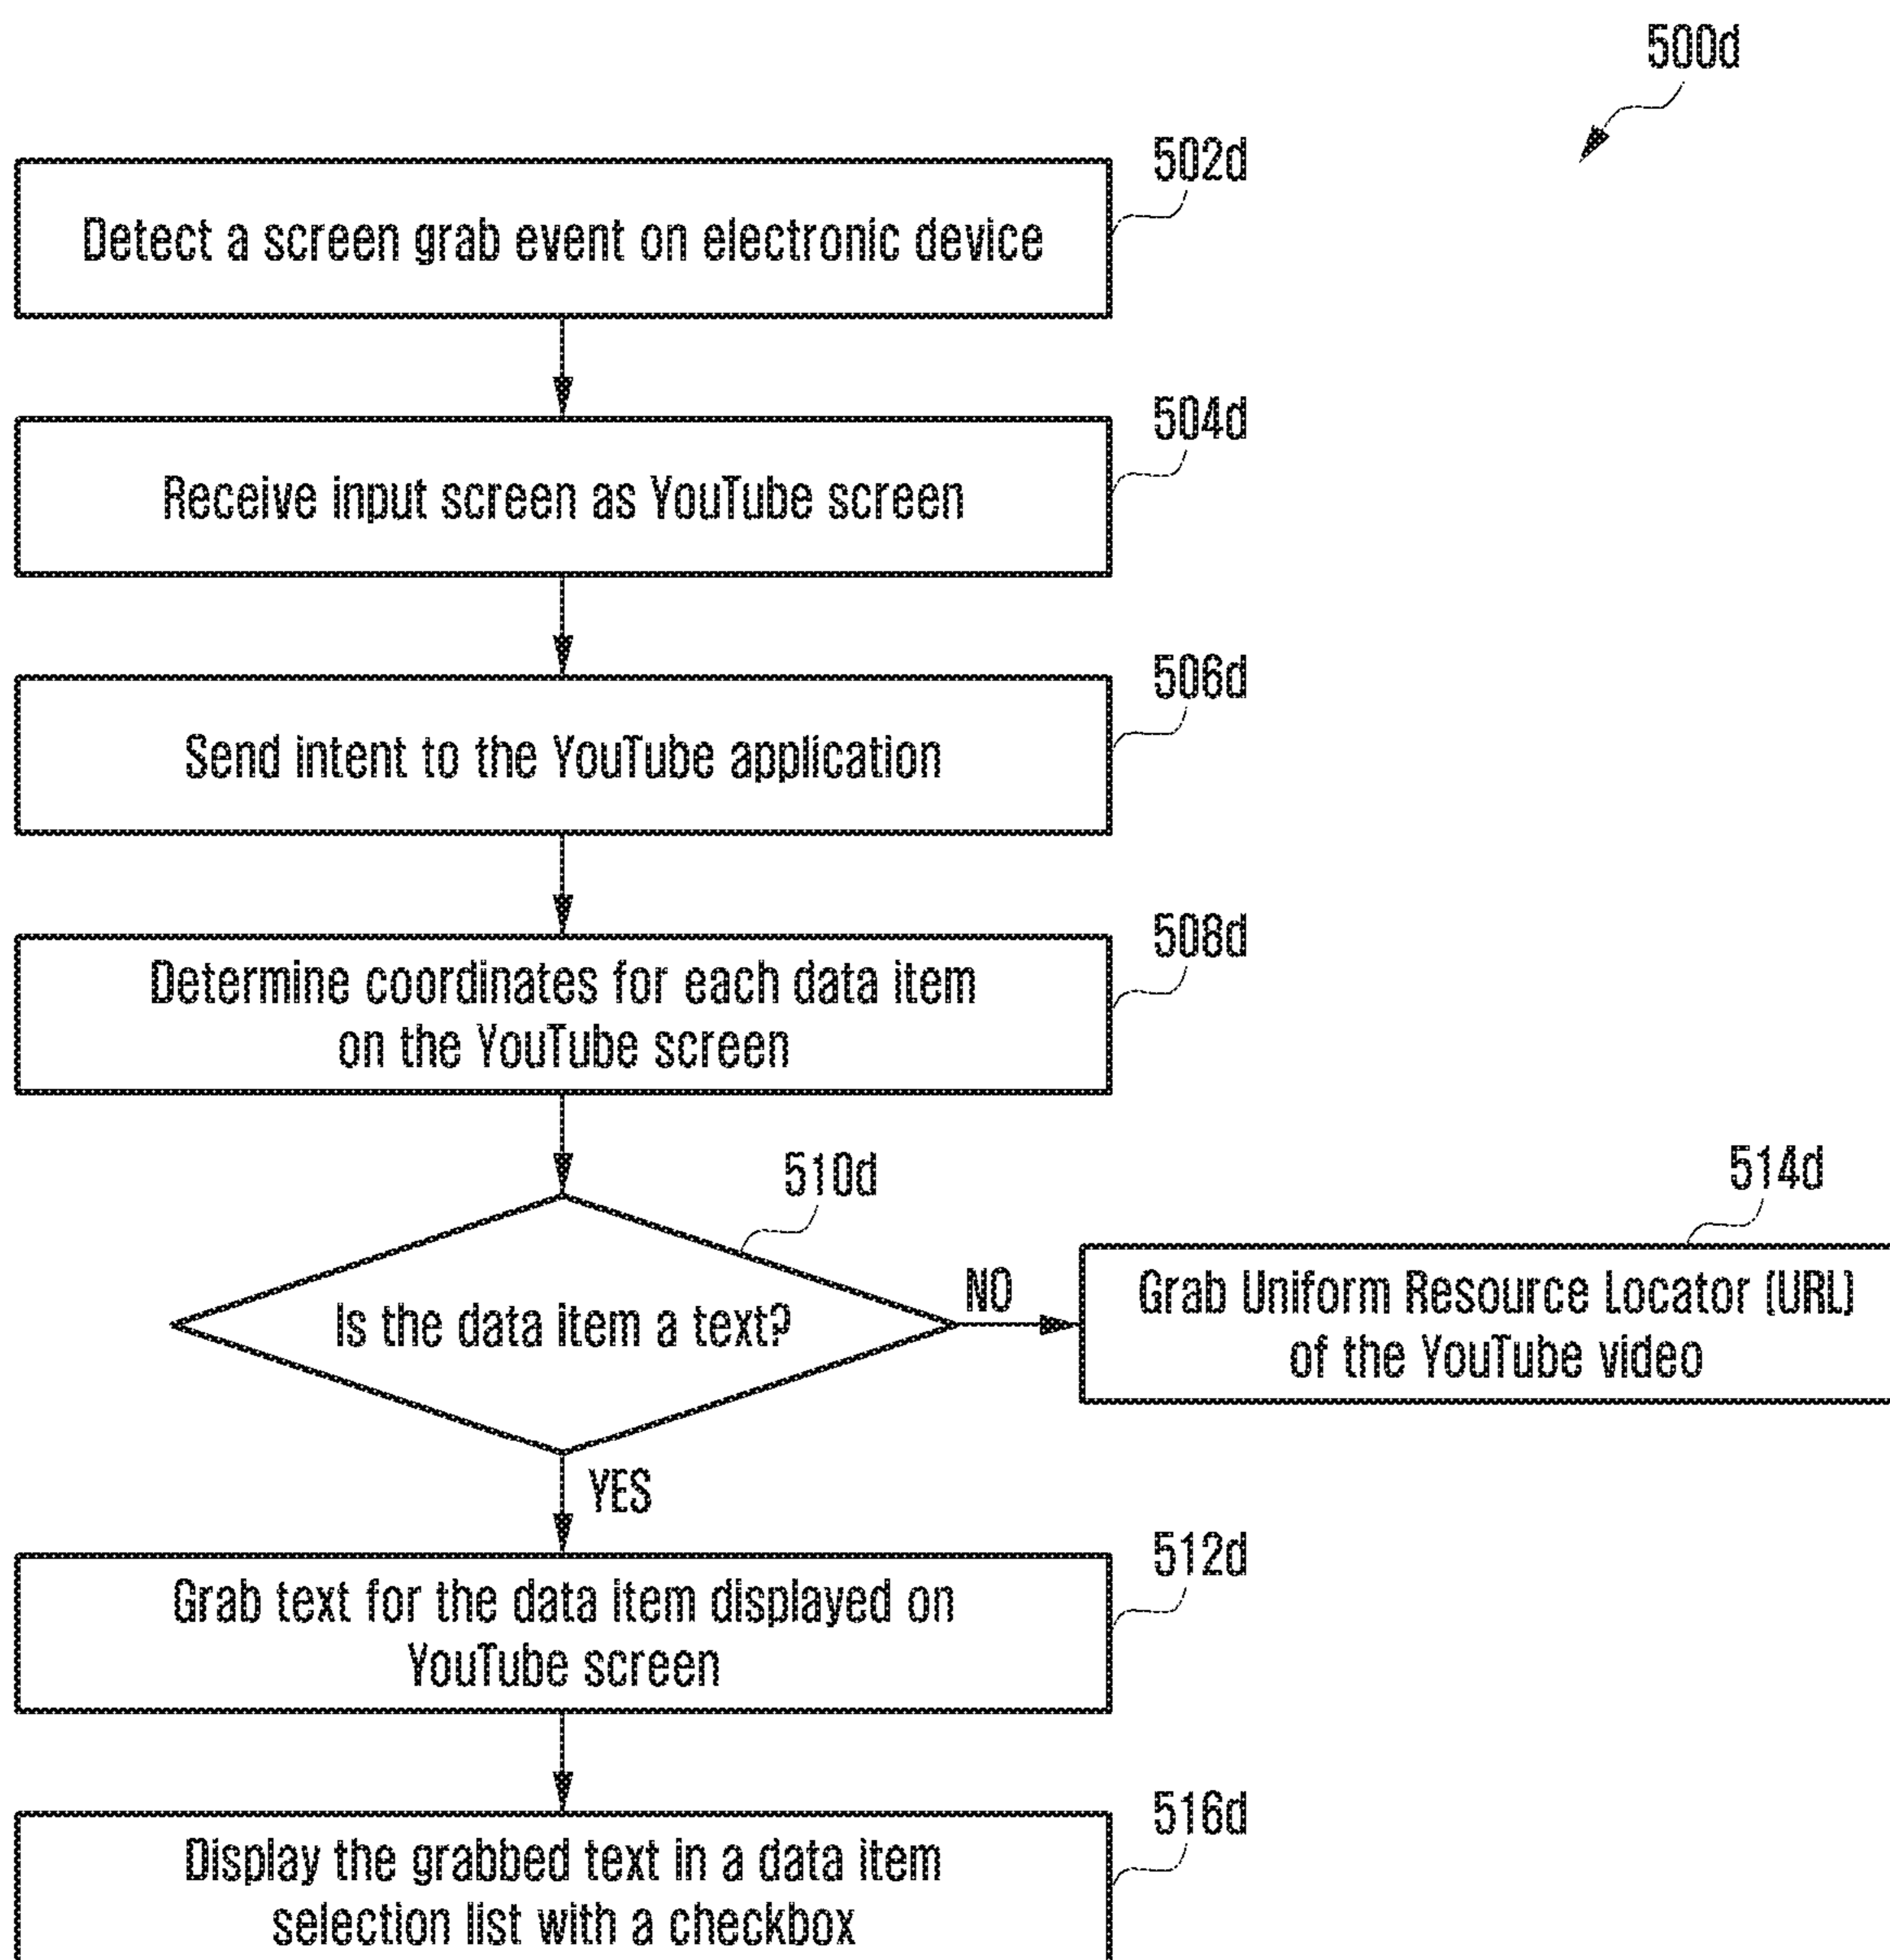 500d
502d
Detect a screen grab event on electronic device
504d
Receive input screen as YouTube screen
506d
Send intent to the YouTube application
508d
Determine coordinates for each data item
on the YouTube screen
510d
Is the data item a text?
NO
514d
Grab Uniform Resource Locator (URL)
of the YouTube video
YES
512d
Grab text for the data item displayed on
YouTube screen
516d
Display the grabbed text in a data item
selection list with a checkbox